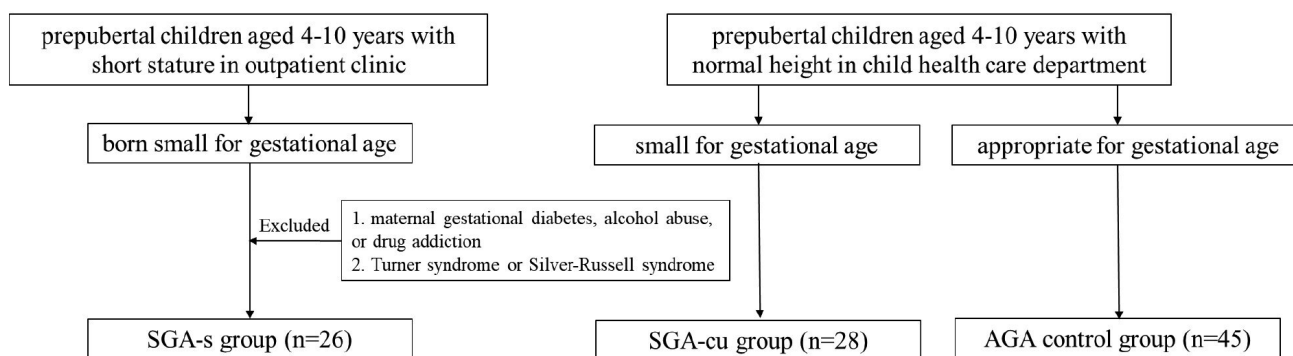 prepubertal children aged 4-10 years with
short stature in outpatient clinic
prepubertal children aged 4-10 years with
normal height in child health care department
born small for gestational age
small for gestational age
appropriate for gestational age
Excluded
1. maternal gestational diabetes, alcohol abuse,
or drug addiction
2. Turner syndrome or Silver-Russell syndrome
SGA-s group (n=26)
SGA-cu group (n=28)
AGA control group (n=45)